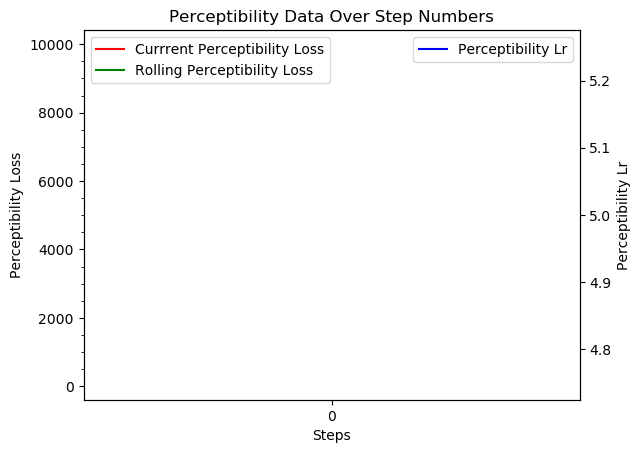 Perceptibility Data Over Step Numbers
Currrent Perceptibility Loss
Rolling Perceptibility Loss
Perceptibility Lr
10000
8000
6000
4000
2000
0
Perceptibility Loss
5.2
5.1
5.0
4.9
4.8
Perceptibility Lr
0
Steps